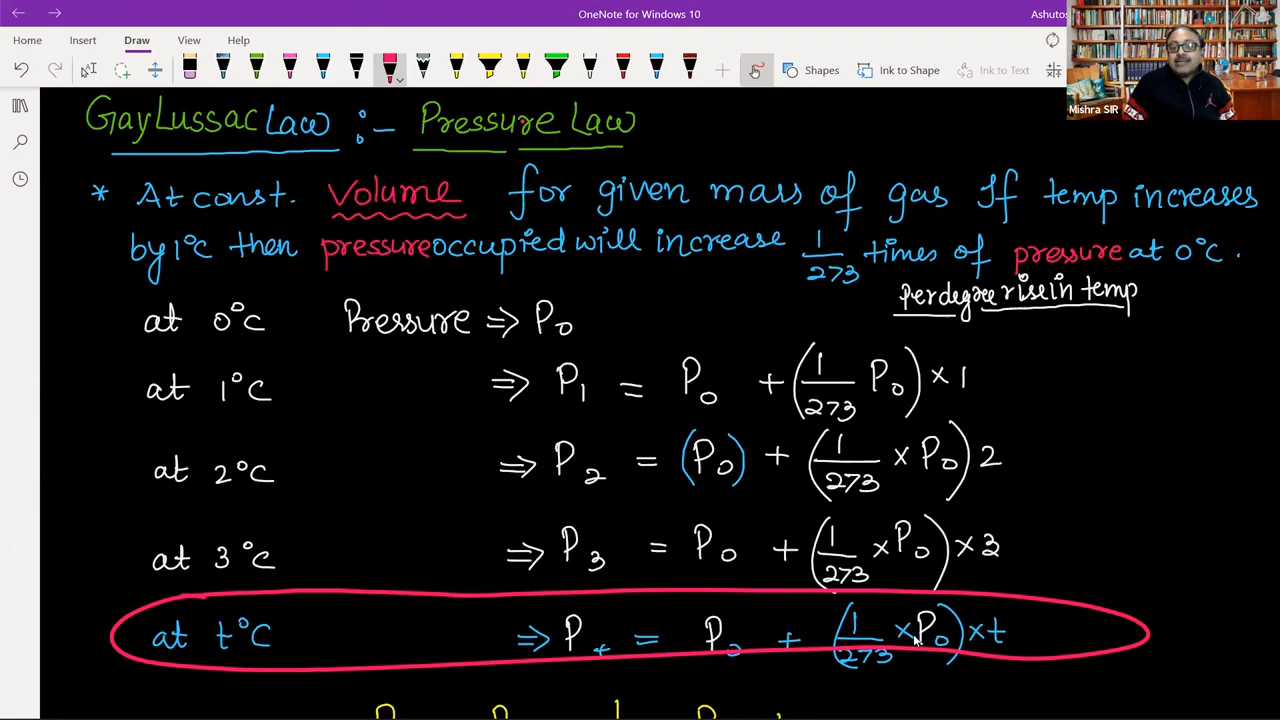 OneNote for Windows 10
Ashutos
Home Insert Draw View Help
Shapes Ink to Shape Ink to Text
Mishra SIR
GayLussac Law :- Pressure Law
* At const. Volume for given mass of gas If temp increases
by 1°C then pressure occupied will increase 1/273 times of pressure at 0°C.
Per degree rise in temp
at 0°C Pressure ⇒ P₀
at 1°C ⇒ P₁ = P₀ + (1/273 P₀) × 1
at 2°C ⇒ P₂ = (P₀) + (1/273 × P₀) 2
at 3°C ⇒ P₃ = P₀ + (1/273 × P₀) × 3
at t°C ⇒ Pₜ = P₀ + (1/273 × P₀) × t